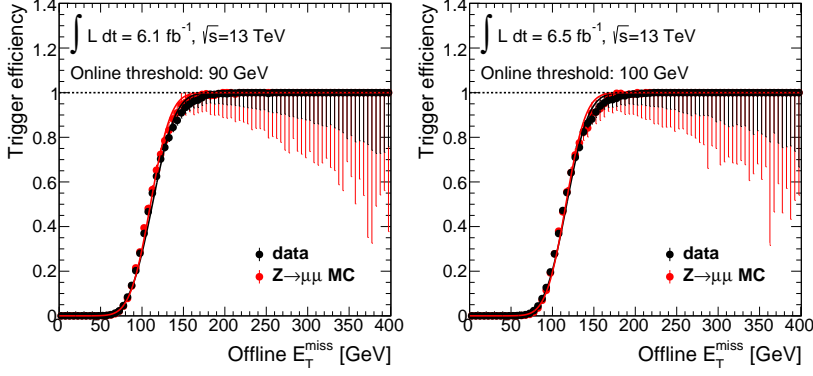 ∫ L dt = 6.1 fb⁻¹, √s=13 TeV
Online threshold: 90 GeV
Trigger efficiency
1.4
1.2
1
0.8
0.6
0.4
0.2
0
data
Z→μμ MC
0 50 100 150 200 250 300 350 400
Offline E_T^miss [GeV]
∫ L dt = 6.5 fb⁻¹, √s=13 TeV
Online threshold: 100 GeV
Trigger efficiency
1.4
1.2
1
0.8
0.6
0.4
0.2
0
data
Z→μμ MC
0 50 100 150 200 250 300 350 400
Offline E_T^miss [GeV]